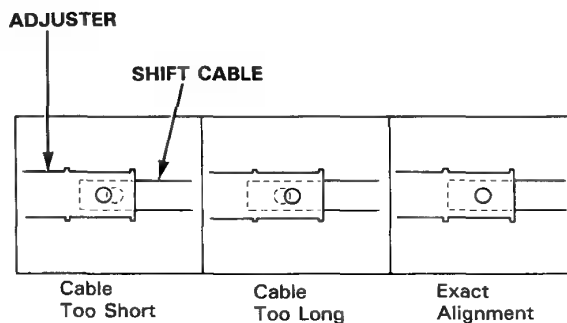 ADJUSTER
SHIFT CABLE
Cable
Too Short
Cable
Too Long
Exact
Alignment